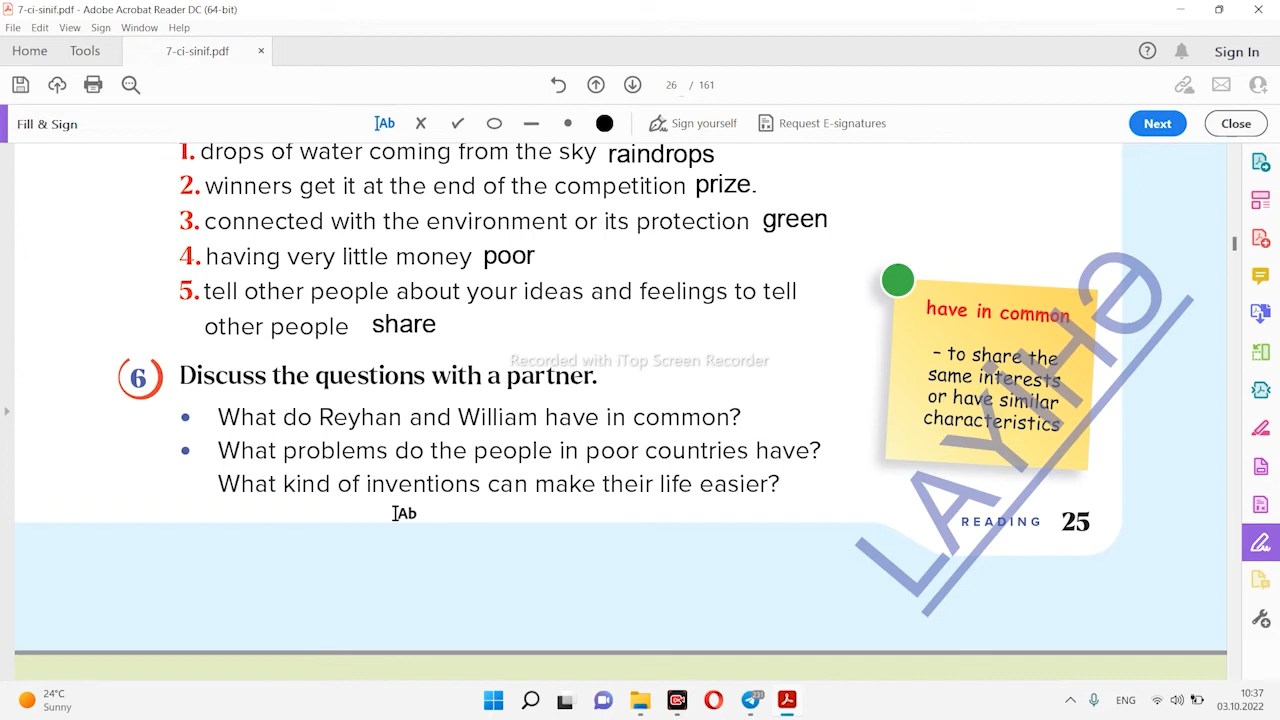 7-ci-sinif.pdf - Adobe Acrobat Reader DC (64-bit)
File Edit View Sign Window Help
Home Tools 7-ci-sinif.pdf × Sign In
26 / 161
Fill & Sign Ab Sign yourself Request E-signatures Next Close
1. drops of water coming from the sky raindrops
2. winners get it at the end of the competition prize.
3. connected with the environment or its protection green
4. having very little money poor
5. tell other people about your ideas and feelings to tell
other people share
have in common
- to share the
same interests
or have similar
characteristics
Recorded with iTop Screen Recorder
6 Discuss the questions with a partner.
• What do Reyhan and William have in common?
• What problems do the people in poor countries have?
What kind of inventions can make their life easier?
Ab
READING 25
LAYİHƏ
24°C
Sunny
231
ENG
10:37
03.10.2022